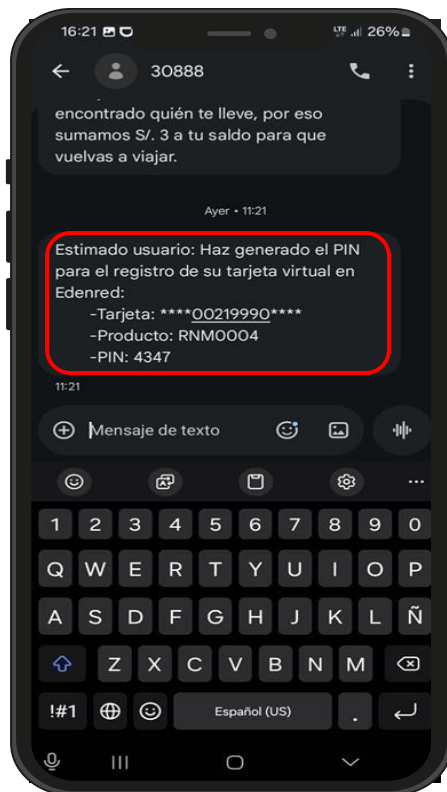 16:21 LTE 26%
30888
encontrado quién te lleve, por eso
sumamos S/. 3 a tu saldo para que
vuelvas a viajar.
Ayer • 11:21
Estimado usuario: Haz generado el PIN
para el registro de su tarjeta virtual en
Edenred:
-Tarjeta: ****00219990****
-Producto: RNM0004
-PIN: 4347
11:21
Mensaje de texto
1 2 3 4 5 6 7 8 9 0
Q W E R T Y U I O P
A S D F G H J K L Ñ
Z X C V B N M
!#1 Español (US) .